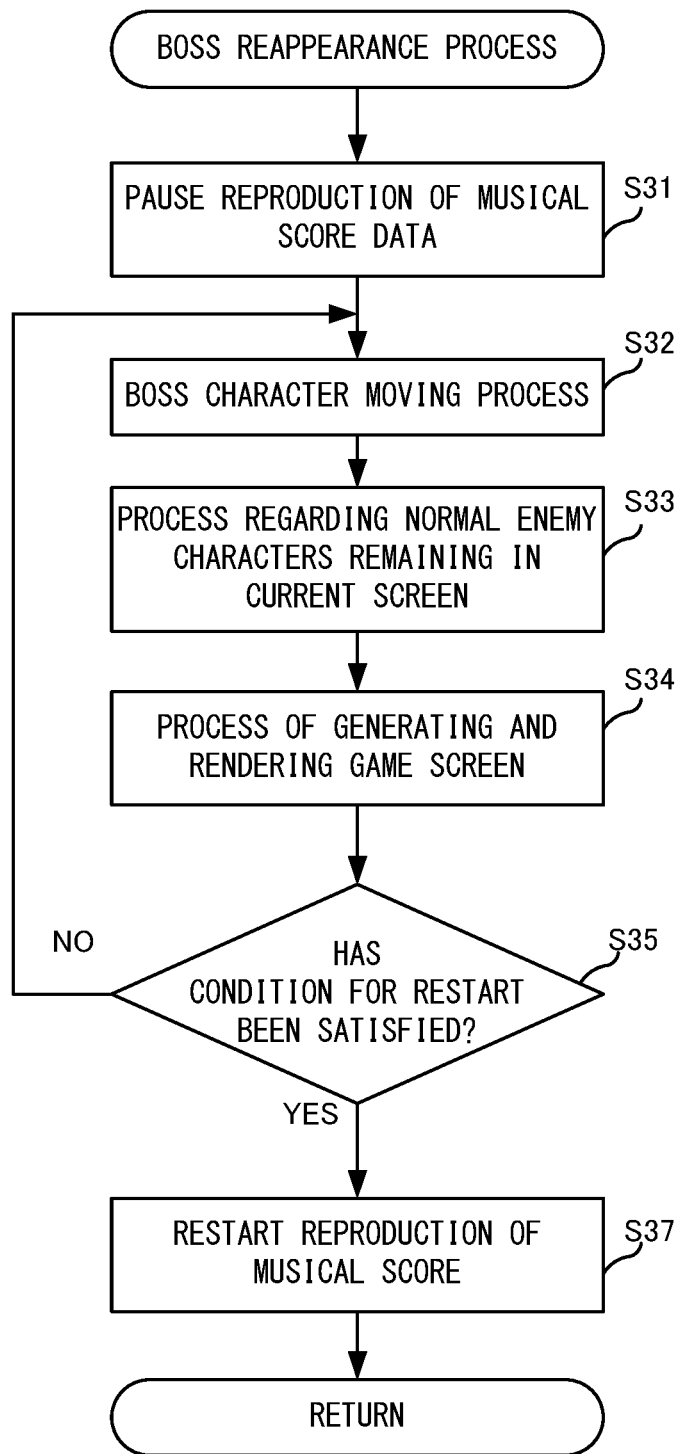 BOSS REAPPEARANCE PROCESS
PAUSE REPRODUCTION OF MUSICAL
SCORE DATA
S31
BOSS CHARACTER MOVING PROCESS
S32
PROCESS REGARDING NORMAL ENEMY
CHARACTERS REMAINING IN
CURRENT SCREEN
S33
PROCESS OF GENERATING AND
RENDERING GAME SCREEN
S34
HAS
CONDITION FOR RESTART
BEEN SATISFIED?
S35
NO
YES
RESTART REPRODUCTION OF
MUSICAL SCORE
S37
RETURN